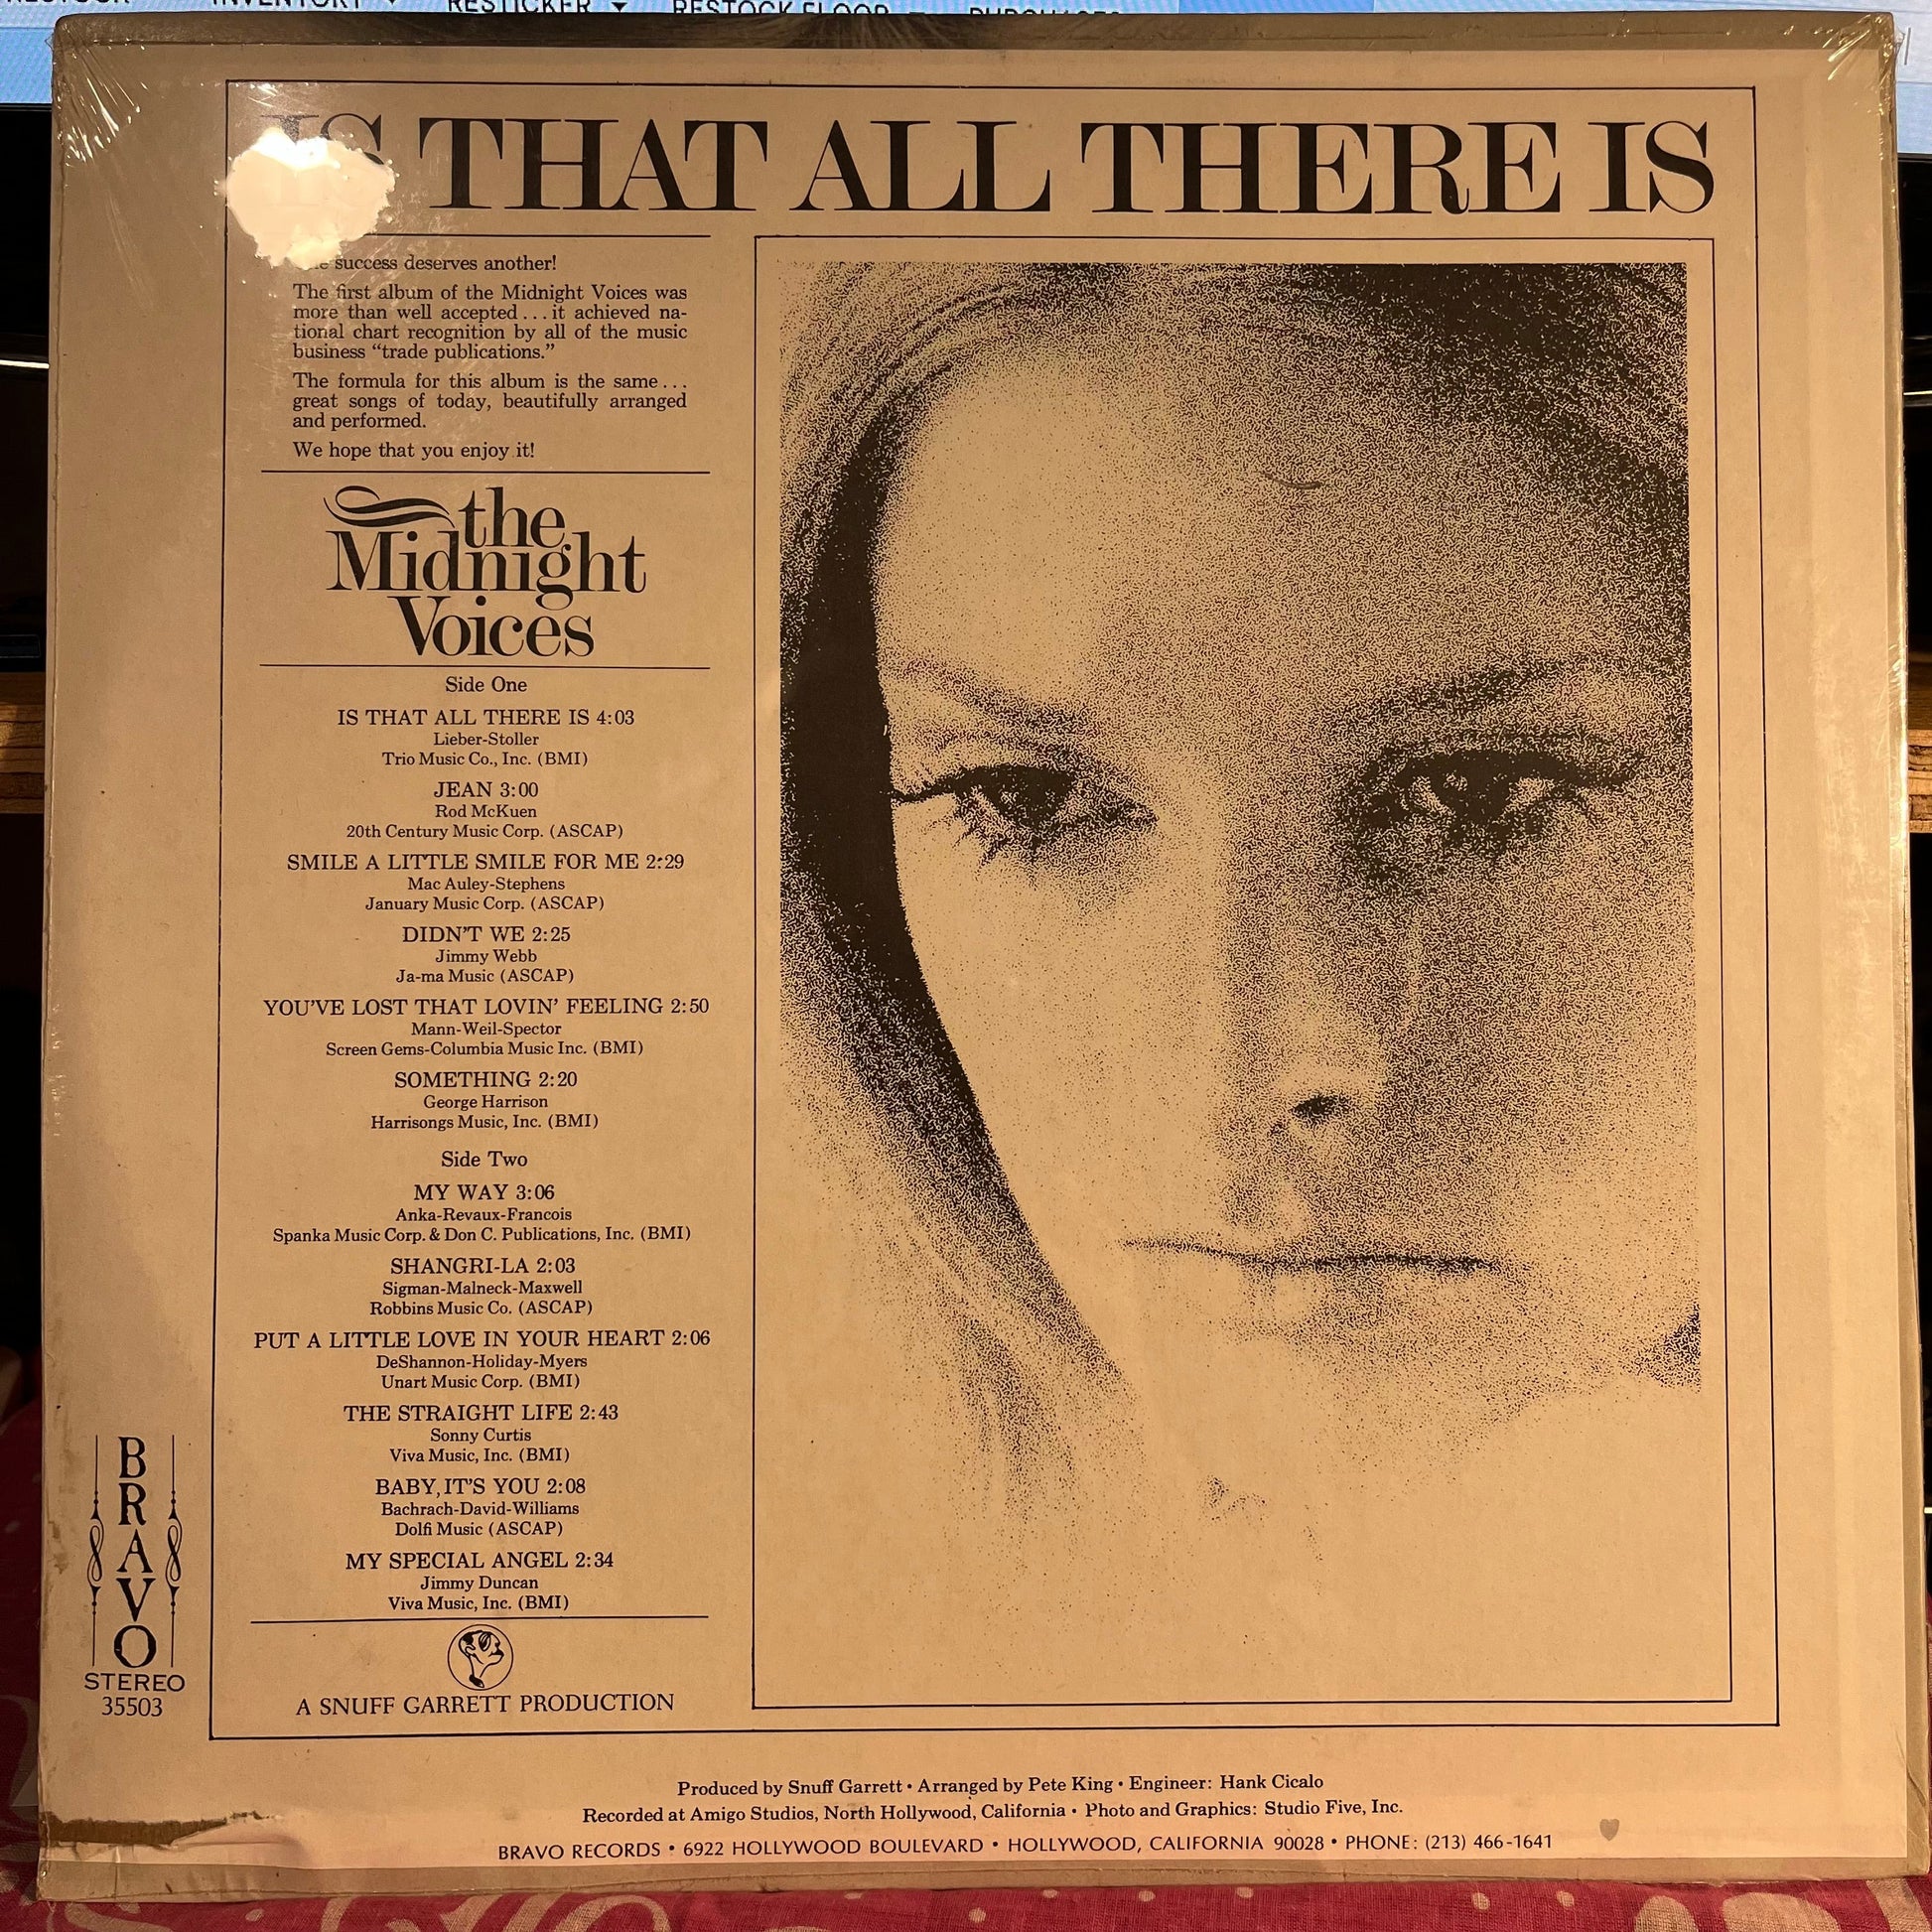 INVENTORY
RESTICKER
RESTOCK FLOOR
IS THAT ALL THERE IS
success deserves another!
The first album of the Midnight Voices was
more than well accepted . . . it achieved na-
tional chart recognition by all of the music
business “trade publications.”
The formula for this album is the same . . .
great songs of today, beautifully arranged
and performed.
We hope that you enjoy it!
the
Midnight
Voices
Side One
IS THAT ALL THERE IS 4:03
Lieber-Stoller
Trio Music Co., Inc. (BMI)
JEAN 3:00
Rod McKuen
20th Century Music Corp. (ASCAP)
SMILE A LITTLE SMILE FOR ME 2:29
Mac Auley-Stephens
January Music Corp. (ASCAP)
DIDN'T WE 2:25
Jimmy Webb
Ja-ma Music (ASCAP)
YOU'VE LOST THAT LOVIN' FEELING 2:50
Mann-Weil-Spector
Screen Gems-Columbia Music Inc. (BMI)
SOMETHING 2:20
George Harrison
Harrisongs Music, Inc. (BMI)
Side Two
MY WAY 3:06
Anka-Revaux-Francois
Spanka Music Corp. & Don C. Publications, Inc. (BMI)
SHANGRI-LA 2:03
Sigman-Malneck-Maxwell
Robbins Music Co. (ASCAP)
PUT A LITTLE LOVE IN YOUR HEART 2:06
DeShannon-Holiday-Myers
Unart Music Corp. (BMI)
THE STRAIGHT LIFE 2:43
Sonny Curtis
Viva Music, Inc. (BMI)
BABY, IT'S YOU 2:08
Bachrach-David-Williams
Dolfi Music (ASCAP)
MY SPECIAL ANGEL 2:34
Jimmy Duncan
Viva Music, Inc. (BMI)
A SNUFF GARRETT PRODUCTION
BRAVO
STEREO
35503
Produced by Snuff Garrett • Arranged by Pete King • Engineer: Hank Cicalo
Recorded at Amigo Studios, North Hollywood, California • Photo and Graphics: Studio Five, Inc.
BRAVO RECORDS • 6922 HOLLYWOOD BOULEVARD • HOLLYWOOD, CALIFORNIA 90028 • PHONE: (213) 466-1641